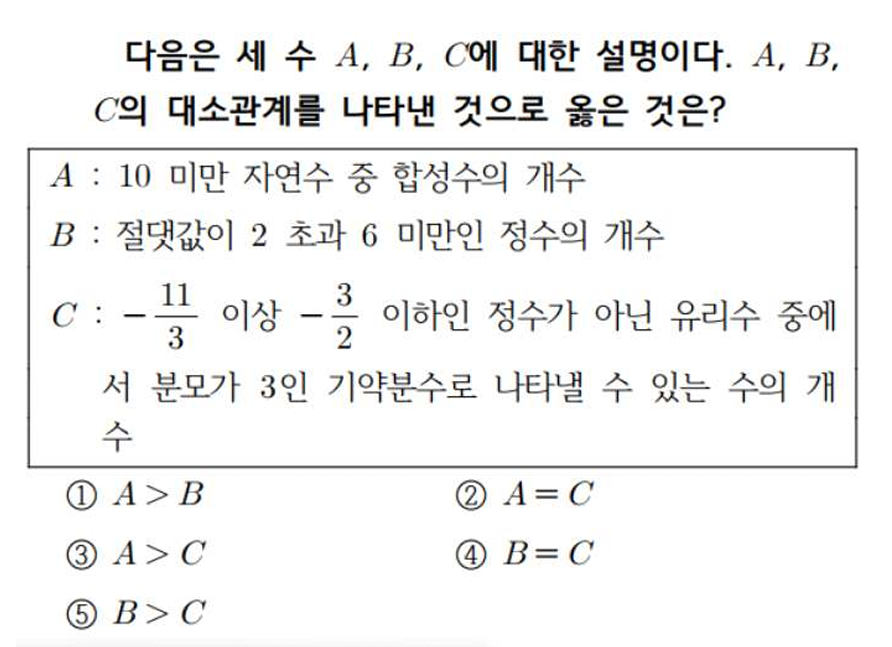 다음은 세 수 A, B, C에 대한 설명이다. A, B,
C의 대소관계를 나타낸 것으로 옳은 것은?
A : 10 미만 자연수 중 합성수의 개수
B : 절댓값이 2 초과 6 미만인 정수의 개수
C : -11/3 이상 -3/2 이하인 정수가 아닌 유리수 중에
서 분모가 3인 기약분수로 나타낼 수 있는 수의 개
수
① A > B ② A = C
③ A > C ④ B = C
⑤ B > C